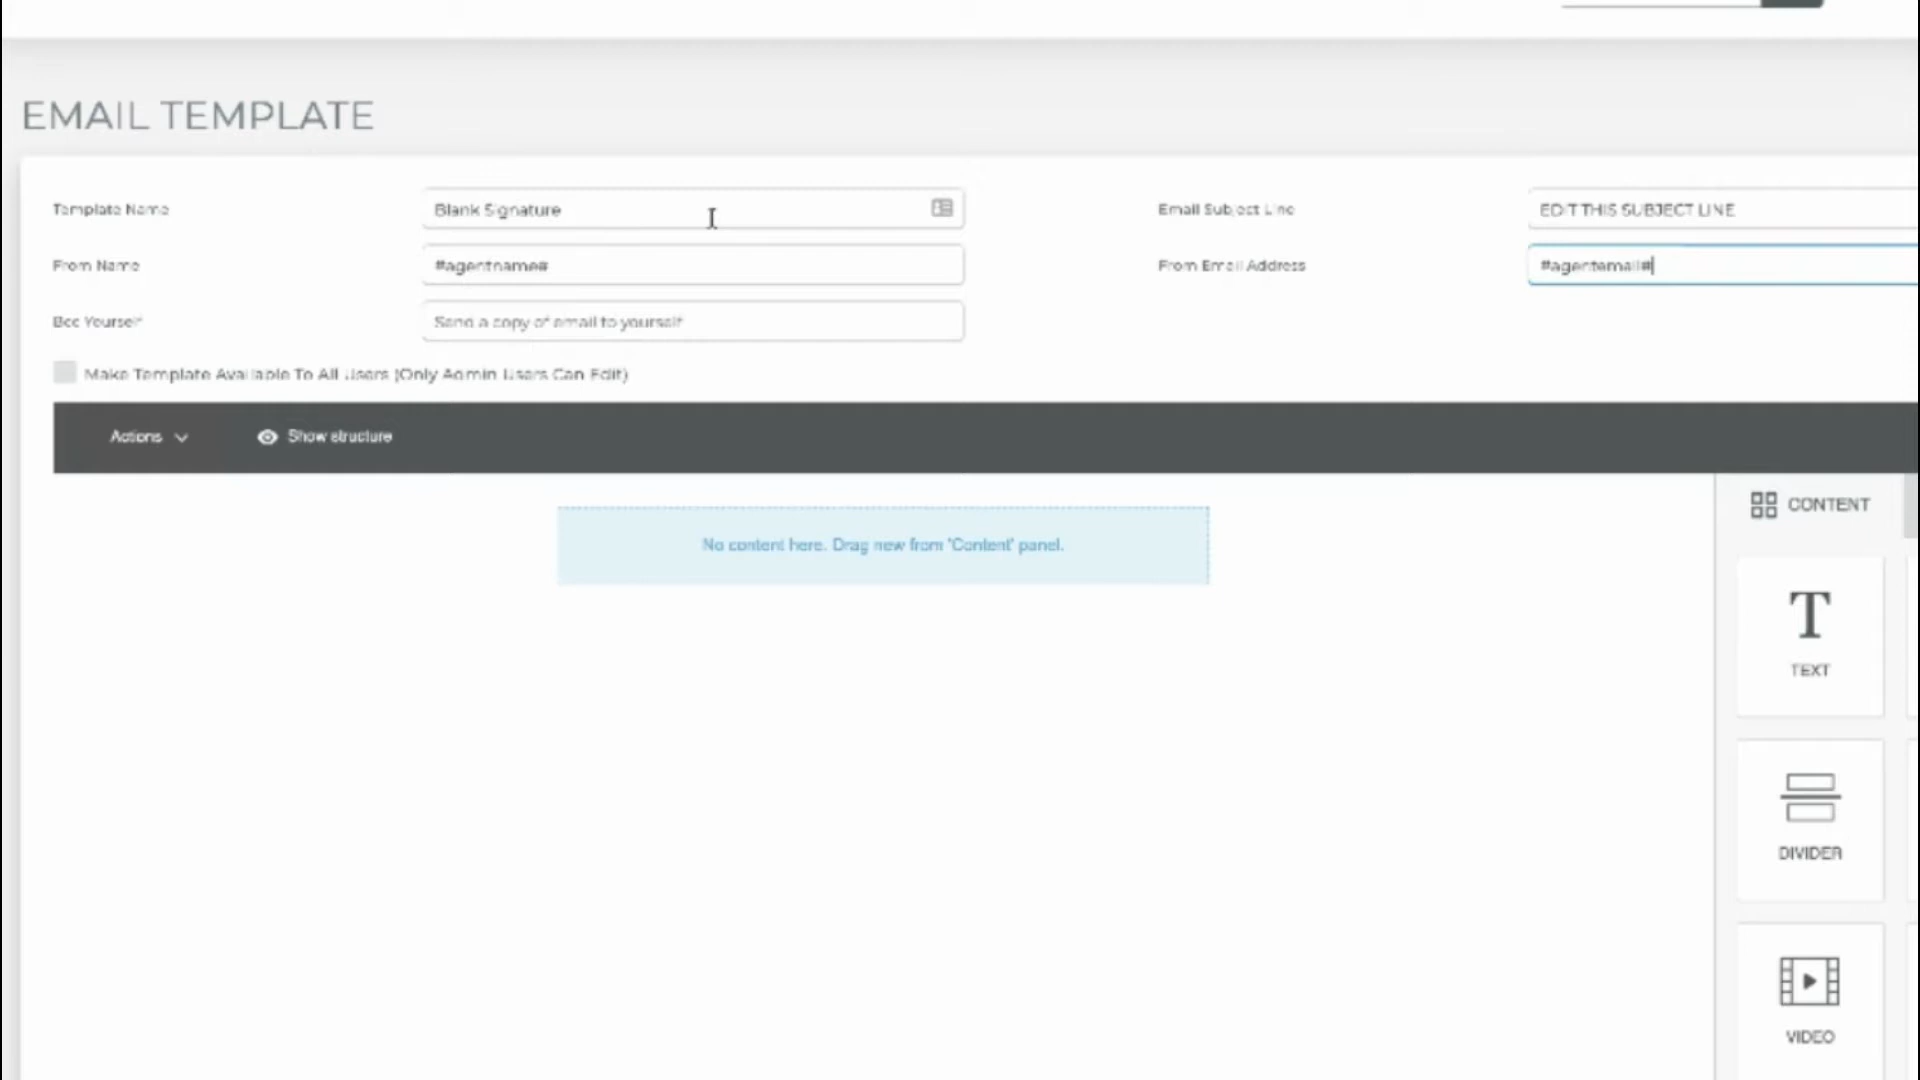 EMAIL TEMPLATE
Template Name
Blank Signature
Email Subject Line
EDIT THIS SUBJECT LINE
From Name
#agentname#
From Email Address
#agentemail#
Bcc Yourself
Send a copy of email to yourself
Make Template Available To All Users (Only Admin Users Can Edit)
Actions
Show structure
No content here. Drag new from 'Content' panel.
CONTENT
TEXT
DIVIDER
VIDEO